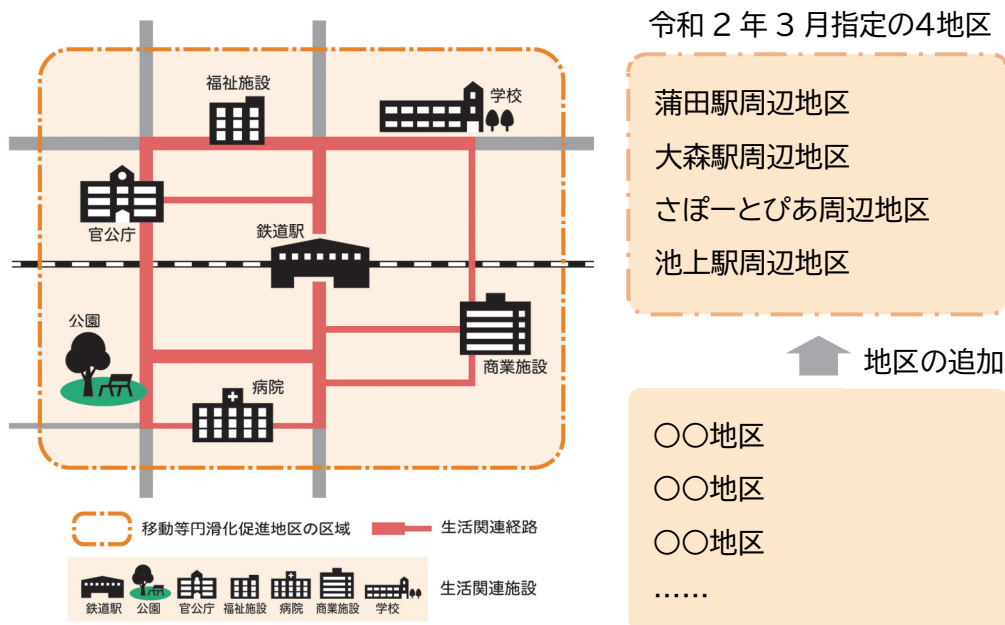 福祉施設
学校
官公庁
鉄道駅
公園
商業施設
病院
移動等円滑化促進地区の区域
生活関連経路
鉄道駅 公園 官公庁 福祉施設 病院 商業施設 学校
生活関連施設
令和2年3月指定の4地区
蒲田駅周辺地区
大森駅周辺地区
さぽーとぴあ周辺地区
池上駅周辺地区
地区の追加
〇〇地区
〇〇地区
〇〇地区
……